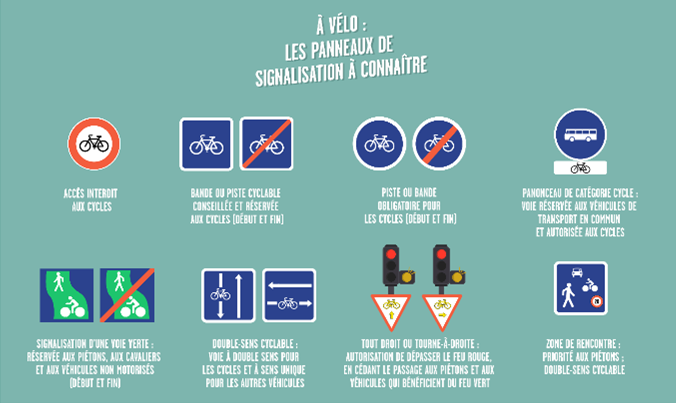 À VÉLO :
LES PANNEAUX DE
SIGNALISATION À CONNAÎTRE
ACCÈS INTERDIT
AUX CYCLES
BANDE OU PISTE CYCLABLE
CONSEILLÉE ET RÉSERVÉE
AUX CYCLES (DÉBUT ET FIN)
PISTE OU BANDE
OBLIGATOIRE POUR
LES CYCLES (DÉBUT ET FIN)
PANONCEAU DE CATÉGORIE CYCLE :
VOIE RÉSERVÉE AUX VÉHICULES DE
TRANSPORT EN COMMUN
ET AUTORISÉE AUX CYCLES
SIGNALISATION D'UNE VOIE VERTE :
RÉSERVÉE AUX PIÉTONS, AUX CAVALIERS
ET AUX VÉHICULES NON MOTORISÉS
(DÉBUT ET FIN)
DOUBLE-SENS CYCLABLE :
VOIE À DOUBLE SENS POUR
LES CYCLES ET À SENS UNIQUE
POUR LES AUTRES VÉHICULES
TOUT DROIT OU TOURNE-À-DROITE :
AUTORISATION DE DÉPASSER LE FEU ROUGE,
EN CÉDANT LE PASSAGE AUX PIÉTONS ET AUX
VÉHICULES QUI BÉNÉFICIENT DU FEU VERT
ZONE DE RENCONTRE :
PRIORITÉ AUX PIÉTONS ;
DOUBLE-SENS CYCLABLE